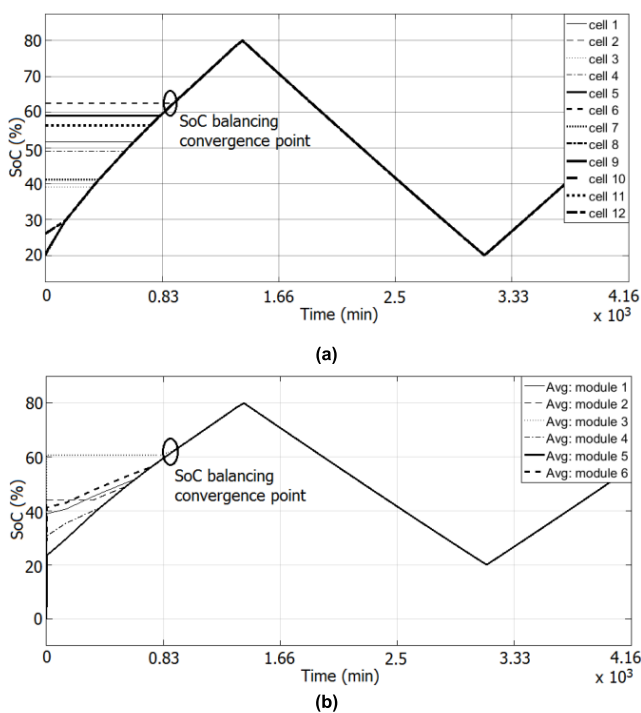 80
70
60
50
40
30
20
SoC (%)
SoC balancing
convergence point
cell 1
cell 2
cell 3
cell 4
cell 5
cell 6
cell 7
cell 8
cell 9
cell 10
cell 11
cell 12
0
0.83
1.66
2.5
3.33
4.16
Time (min)
x 10³
(a)
80
60
40
20
0
SoC (%)
SoC balancing
convergence point
Avg: module 1
Avg: module 2
Avg: module 3
Avg: module 4
Avg: module 5
Avg: module 6
0
0.83
1.66
2.5
3.33
4.16
Time (min)
x 10³
(b)